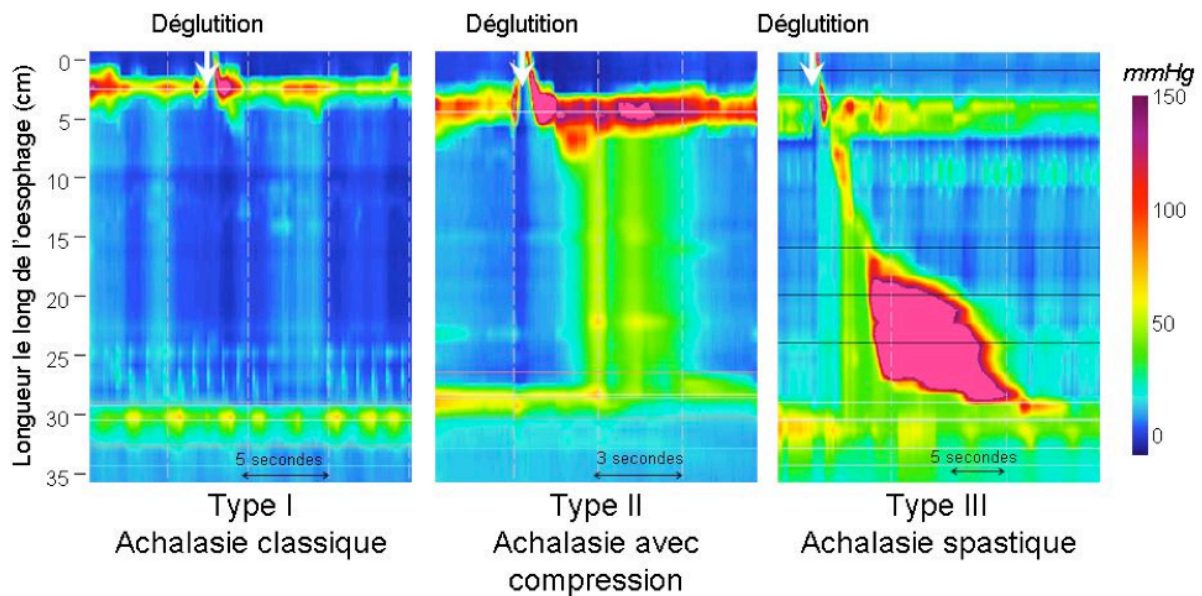 Déglutition
Déglutition
Déglutition
Longueur le long de l'oesophage (cm)
0
5
10
15
20
25
30
35
5 secondes
3 secondes
5 secondes
mmHg
150
100
50
0
Type I
Achalasie classique
Type II
Achalasie avec
compression
Type III
Achalasie spastique